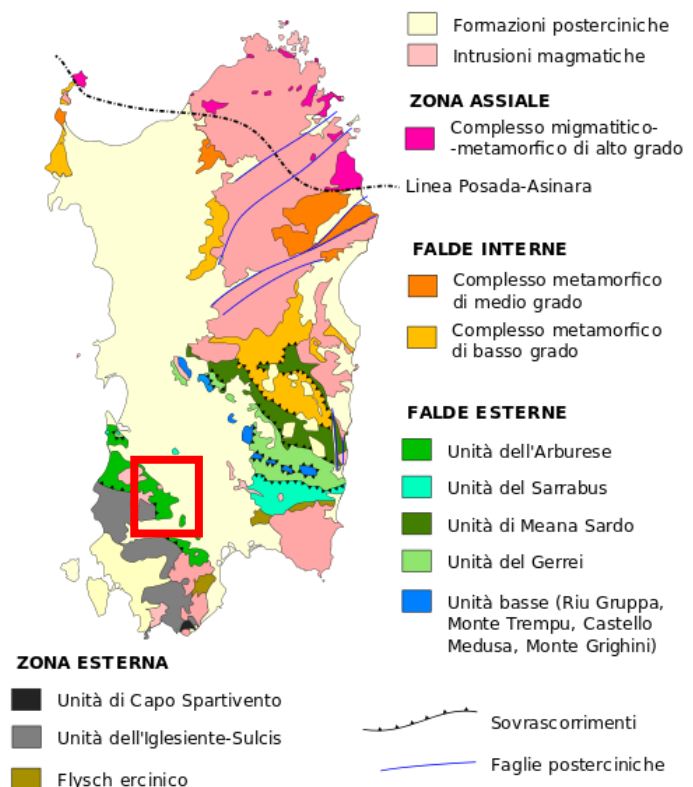 Formazioni posterciniche
Intrusioni magmatiche
ZONA ASSIALE
Complesso migmatitico-
-metamorfico di alto grado
Linea Posada-Asinara
FALDE INTERNE
Complesso metamorfico
di medio grado
Complesso metamorfico
di basso grado
FALDE ESTERNE
Unità dell'Arburese
Unità del Sarrabus
Unità di Meana Sardo
Unità del Gerrei
Unità basse (Riu Gruppa,
Monte Trempu, Castello
Medusa, Monte Grighini)
ZONA ESTERNA
Unità di Capo Spartivento
Unità dell'Iglesiente-Sulcis
Flysch ercinico
Sovrascorrimenti
Faglie posterciniche